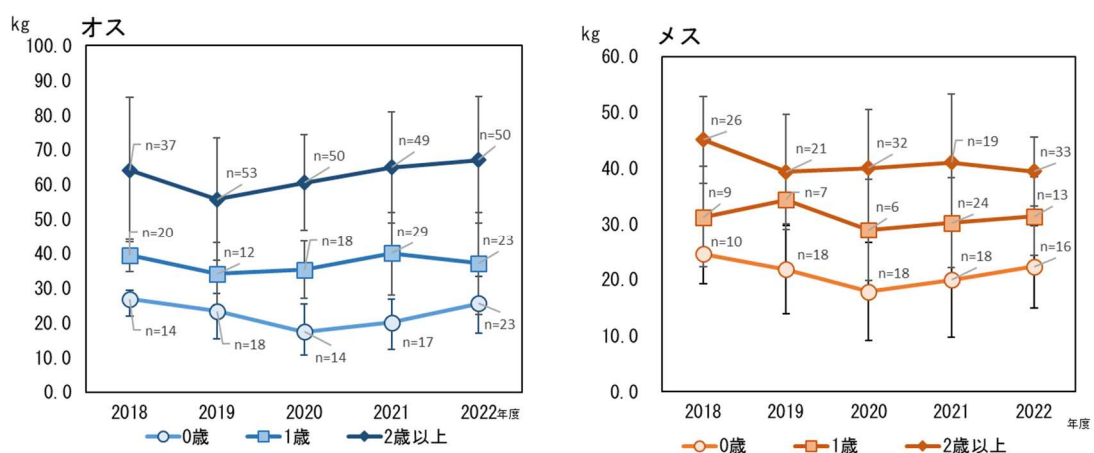 kg オス
100.0
90.0
80.0
70.0
60.0
50.0
40.0
30.0
20.0
10.0
0.0
n=37
n=53
n=50
n=49
n=50
n=20
n=12
n=18
n=29
n=23
n=14
n=18
n=14
n=17
n=23
2018 2019 2020 2021 2022年度
0歳 1歳 2歳以上
kg メス
60.0
50.0
40.0
30.0
20.0
10.0
0.0
n=26
n=21
n=32
n=19
n=33
n=9
n=7
n=6
n=24
n=13
n=10
n=18
n=18
n=18
n=16
2018 2019 2020 2021 2022 年度
0歳 1歳 2歳以上